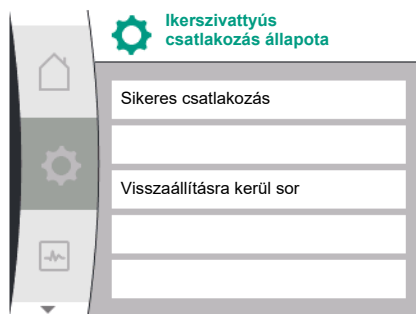 Ikerszivattyús
csatlakozás állapota
Sikeres csatlakozás
Visszaállításra kerül sor